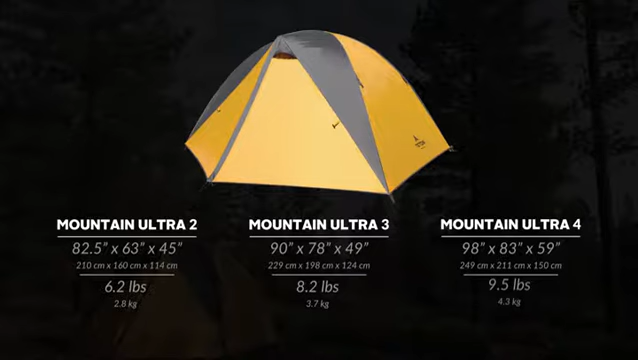 MOUNTAIN ULTRA 2
82.5” x 63” x 45”
210 cm x 160 cm x 114 cm
6.2 lbs
2.8 kg
MOUNTAIN ULTRA 3
90” x 78” x 49”
229 cm x 198 cm x 124 cm
8.2 lbs
3.7 kg
MOUNTAIN ULTRA 4
98” x 83” x 59”
249 cm x 211 cm x 150 cm
9.5 lbs
4.3 kg